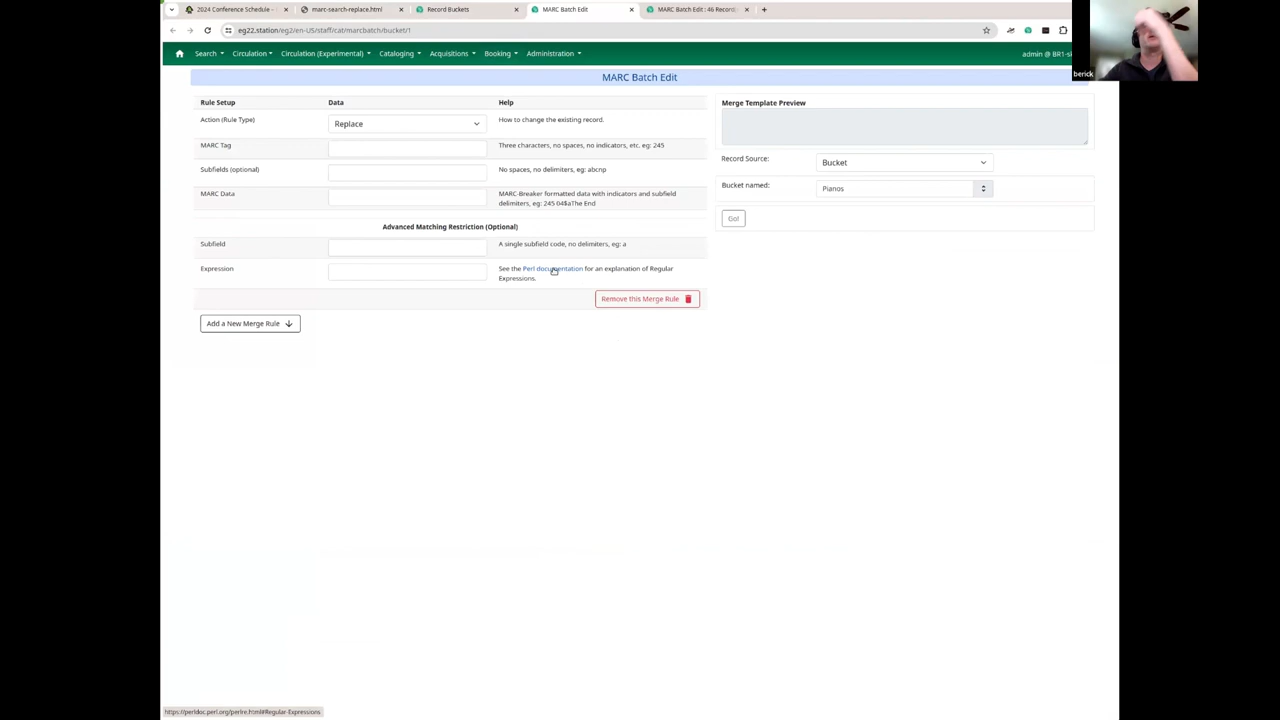 2024 Conference Schedule -
marc-search-replace.html
Record Buckets
MARC Batch Edit
MARC Batch Edit : 46 Record
eg22.station/eg2/en-US/staff/cat/marcbatch/bucket/1
Search
Circulation
Circulation (Experimental)
Cataloging
Acquisitions
Booking
Administration
admin @ BR1-sk
berick
MARC Batch Edit
Rule Setup
Data
Help
Action (Rule Type)
Replace
How to change the existing record.
MARC Tag
Three characters, no spaces, no indicators, etc. eg: 245
Subfields (optional)
No spaces, no delimiters, eg: abcnp
MARC Data
MARC-Breaker formatted data with indicators and subfield
delimiters, eg: 245 04$aThe End
Advanced Matching Restriction (Optional)
Subfield
A single subfield code, no delimiters, eg: a
Expression
See the Perl documentation for an explanation of Regular
Expressions.
Remove this Merge Rule
Add a New Merge Rule
Merge Template Preview
Record Source:
Bucket
Bucket named:
Pianos
Go!
https://perldoc.perl.org/perlre.html#Regular-Expressions